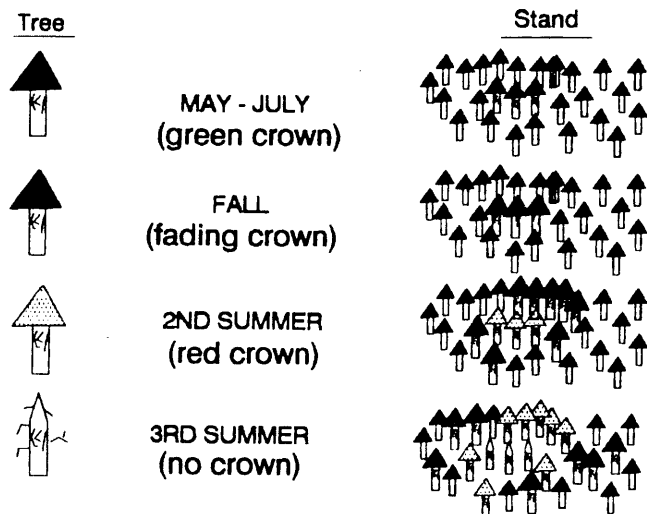 Tree
Stand
MAY - JULY
(green crown)
FALL
(fading crown)
2ND SUMMER
(red crown)
3RD SUMMER
(no crown)